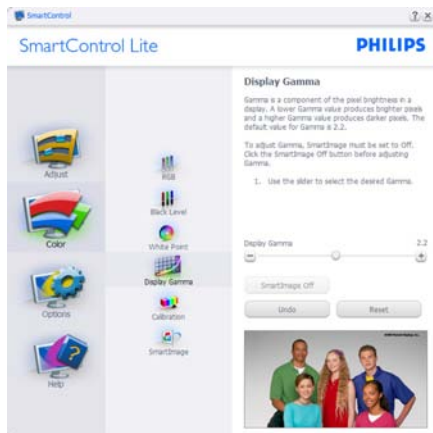 SmartControl
SmartControl Lite
PHILIPS
Adjust
Color
Options
Help
RGB
Black Level
White Point
Display Gamma
Calibration
SmartImage
Display Gamma
Gamma is a component of the pixel brightness in a
display. A lower Gamma value produces brighter pixels
and a higher Gamma value produces darker pixels. The
default value for Gamma is 2.2.
To adjust Gamma, SmartImage must be set to Off.
Click the SmartImage Off button before adjusting
Gamma.
1. Use the slider to select the desired Gamma.
Display Gamma 2.2
SmartImage Off
Undo Reset